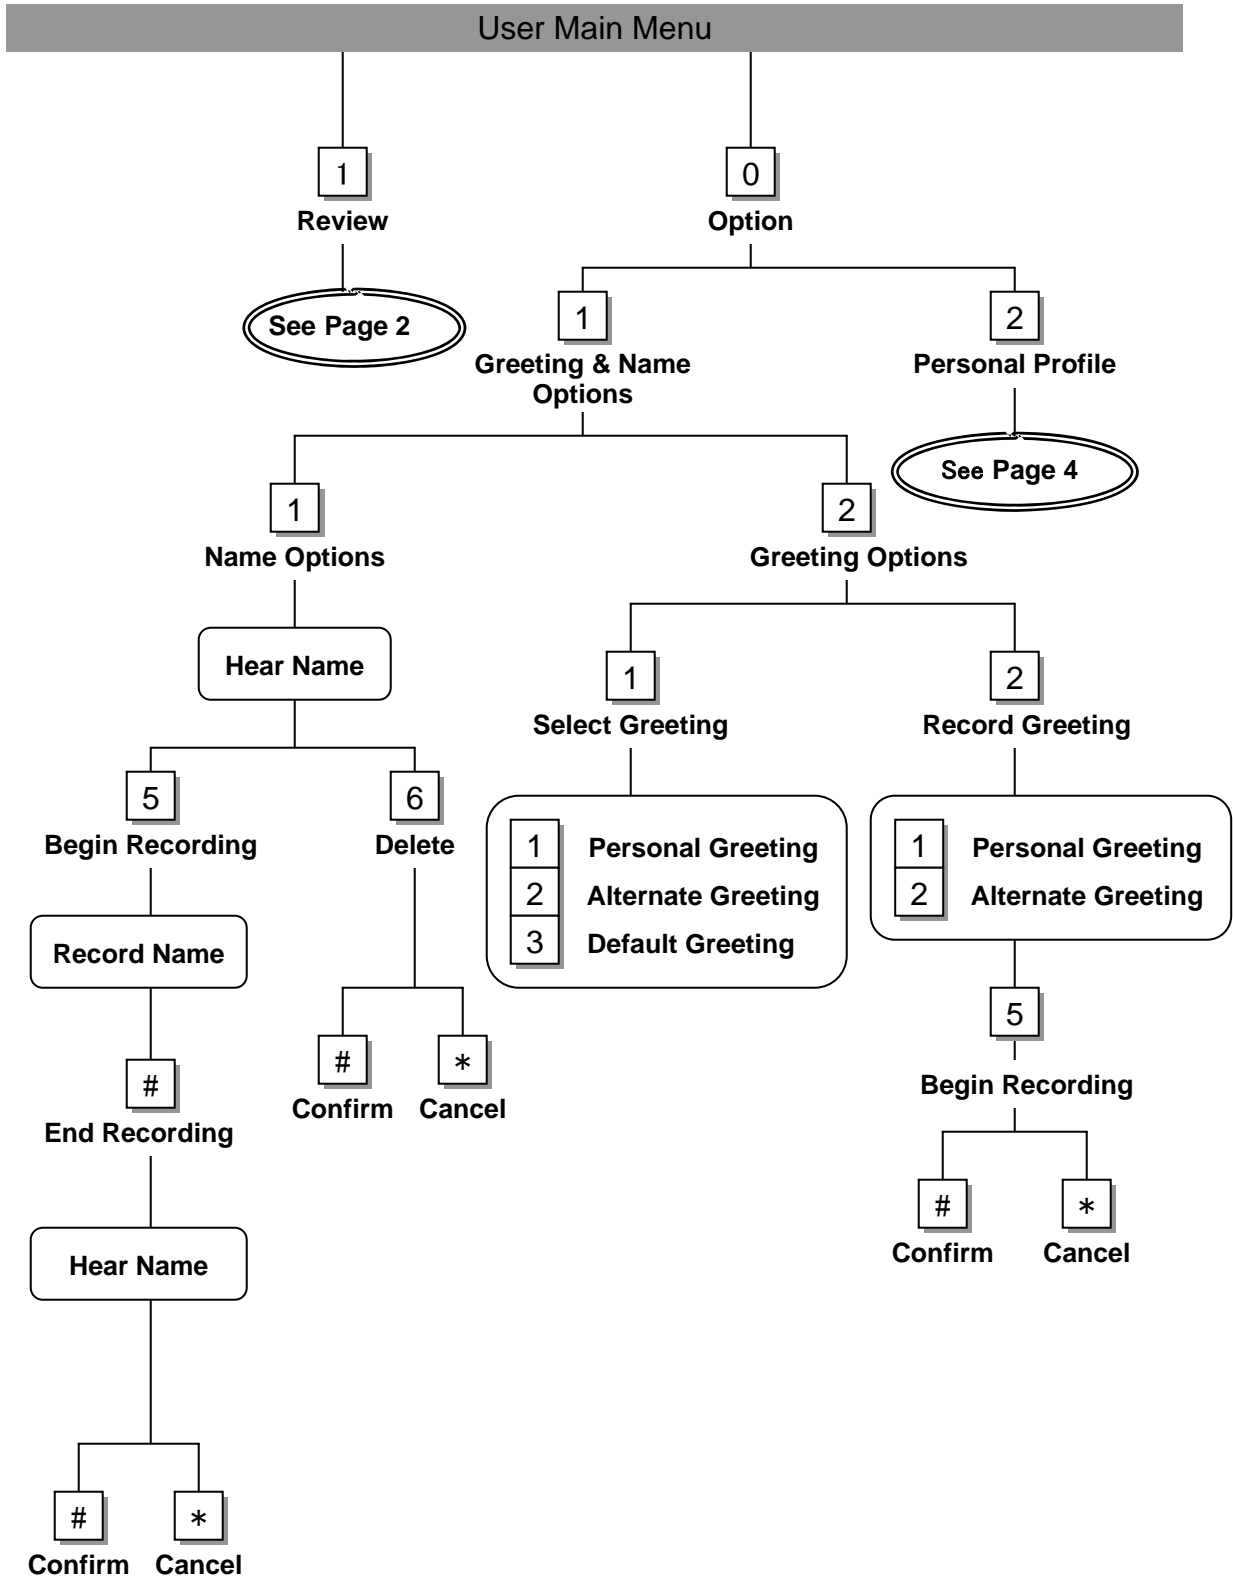 User Main Menu
1
Review
See Page 2
0
Option
1
Greeting & Name
Options
2
Personal Profile
See Page 4
1
Name Options
Hear Name
5
Begin Recording
Record Name
#
End Recording
Hear Name
#
Confirm
*
Cancel
6
Delete
#
Confirm
*
Cancel
2
Greeting Options
1
Select Greeting
1 Personal Greeting
2 Alternate Greeting
3 Default Greeting
2
Record Greeting
1 Personal Greeting
2 Alternate Greeting
5
Begin Recording
#
Confirm
*
Cancel